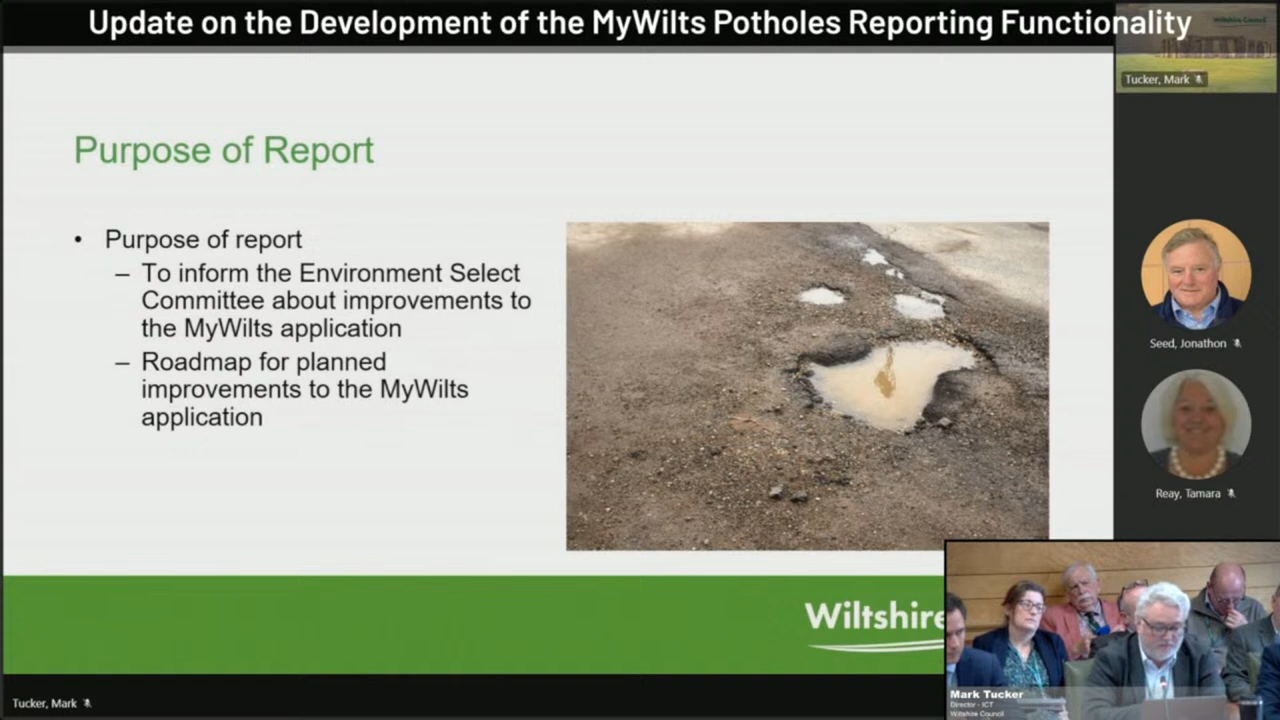 Update on the Development of the MyWilts Potholes Reporting Functionality
Wiltshire Council
Tucker, Mark
Purpose of Report
• Purpose of report
– To inform the Environment Select
Committee about improvements to
the MyWilts application
– Roadmap for planned
improvements to the MyWilts
application
Seed, Jonathon
Reay, Tamara
Wiltshire
Mark Tucker
Director - ICT
Wiltshire Council
Tucker, Mark